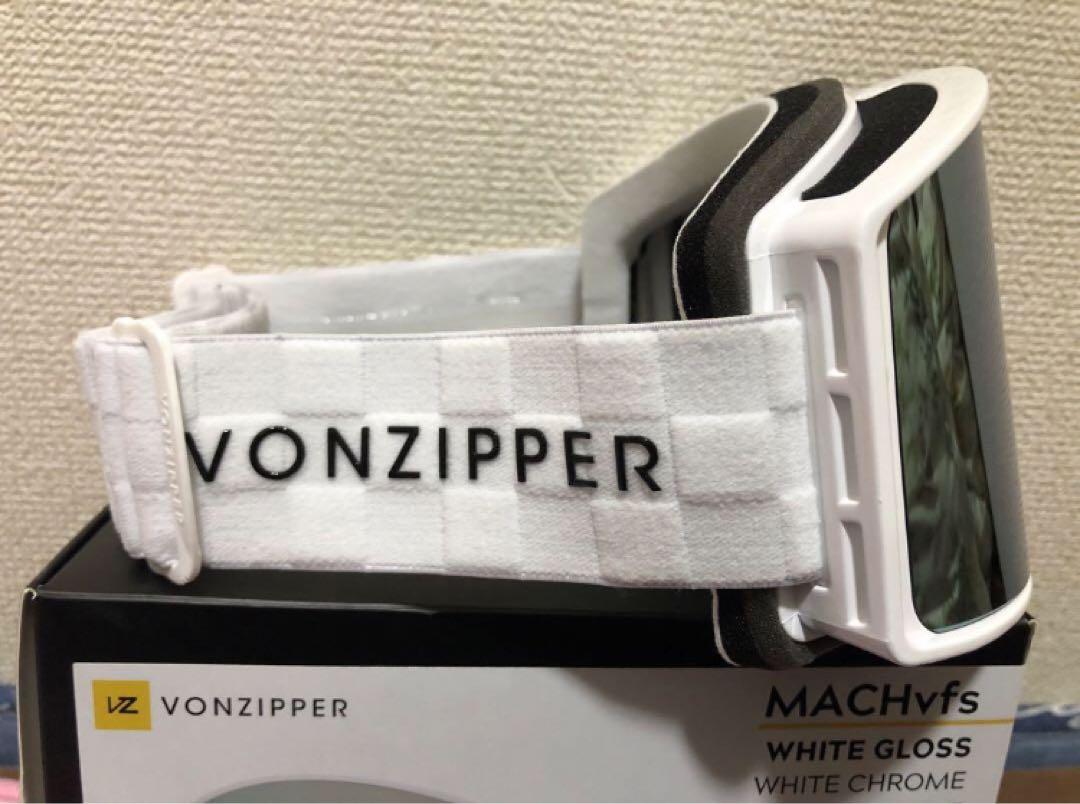 VONZIPPER
VZ VONZIPPER
MACHvfs
WHITE GLOSS
WHITE CHROME